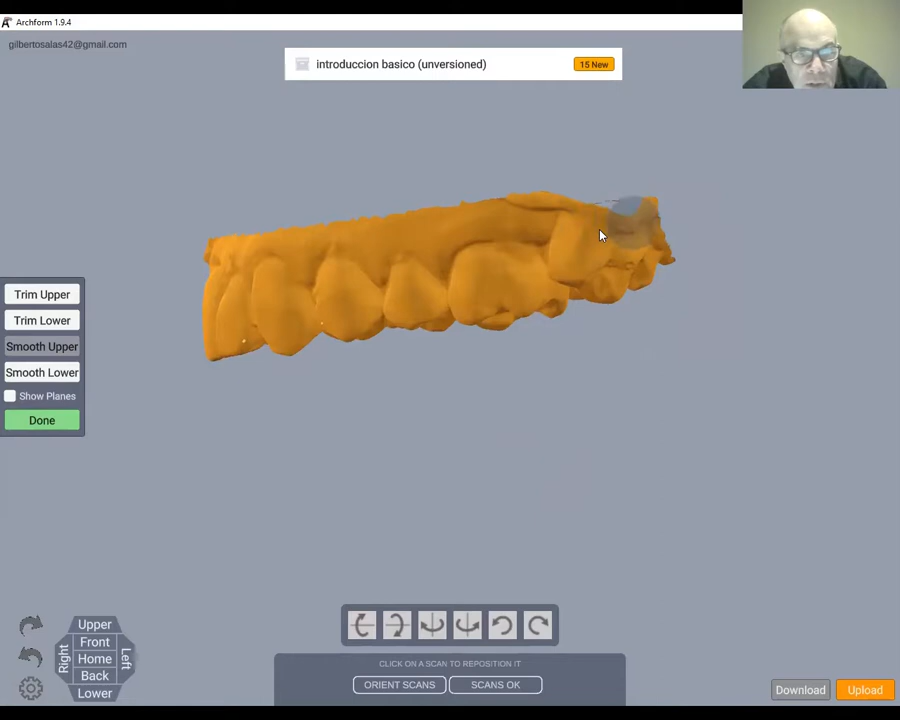 Archform 1.9.4
gilbertosalas42@gmail.com
introduccion basico (unversioned)
15 New
Trim Upper
Trim Lower
Smooth Upper
Smooth Lower
Show Planes
Done
Upper
Front
Right
Home
Left
Back
Lower
CLICK ON A SCAN TO REPOSITION IT
ORIENT SCANS
SCANS OK
Download
Upload